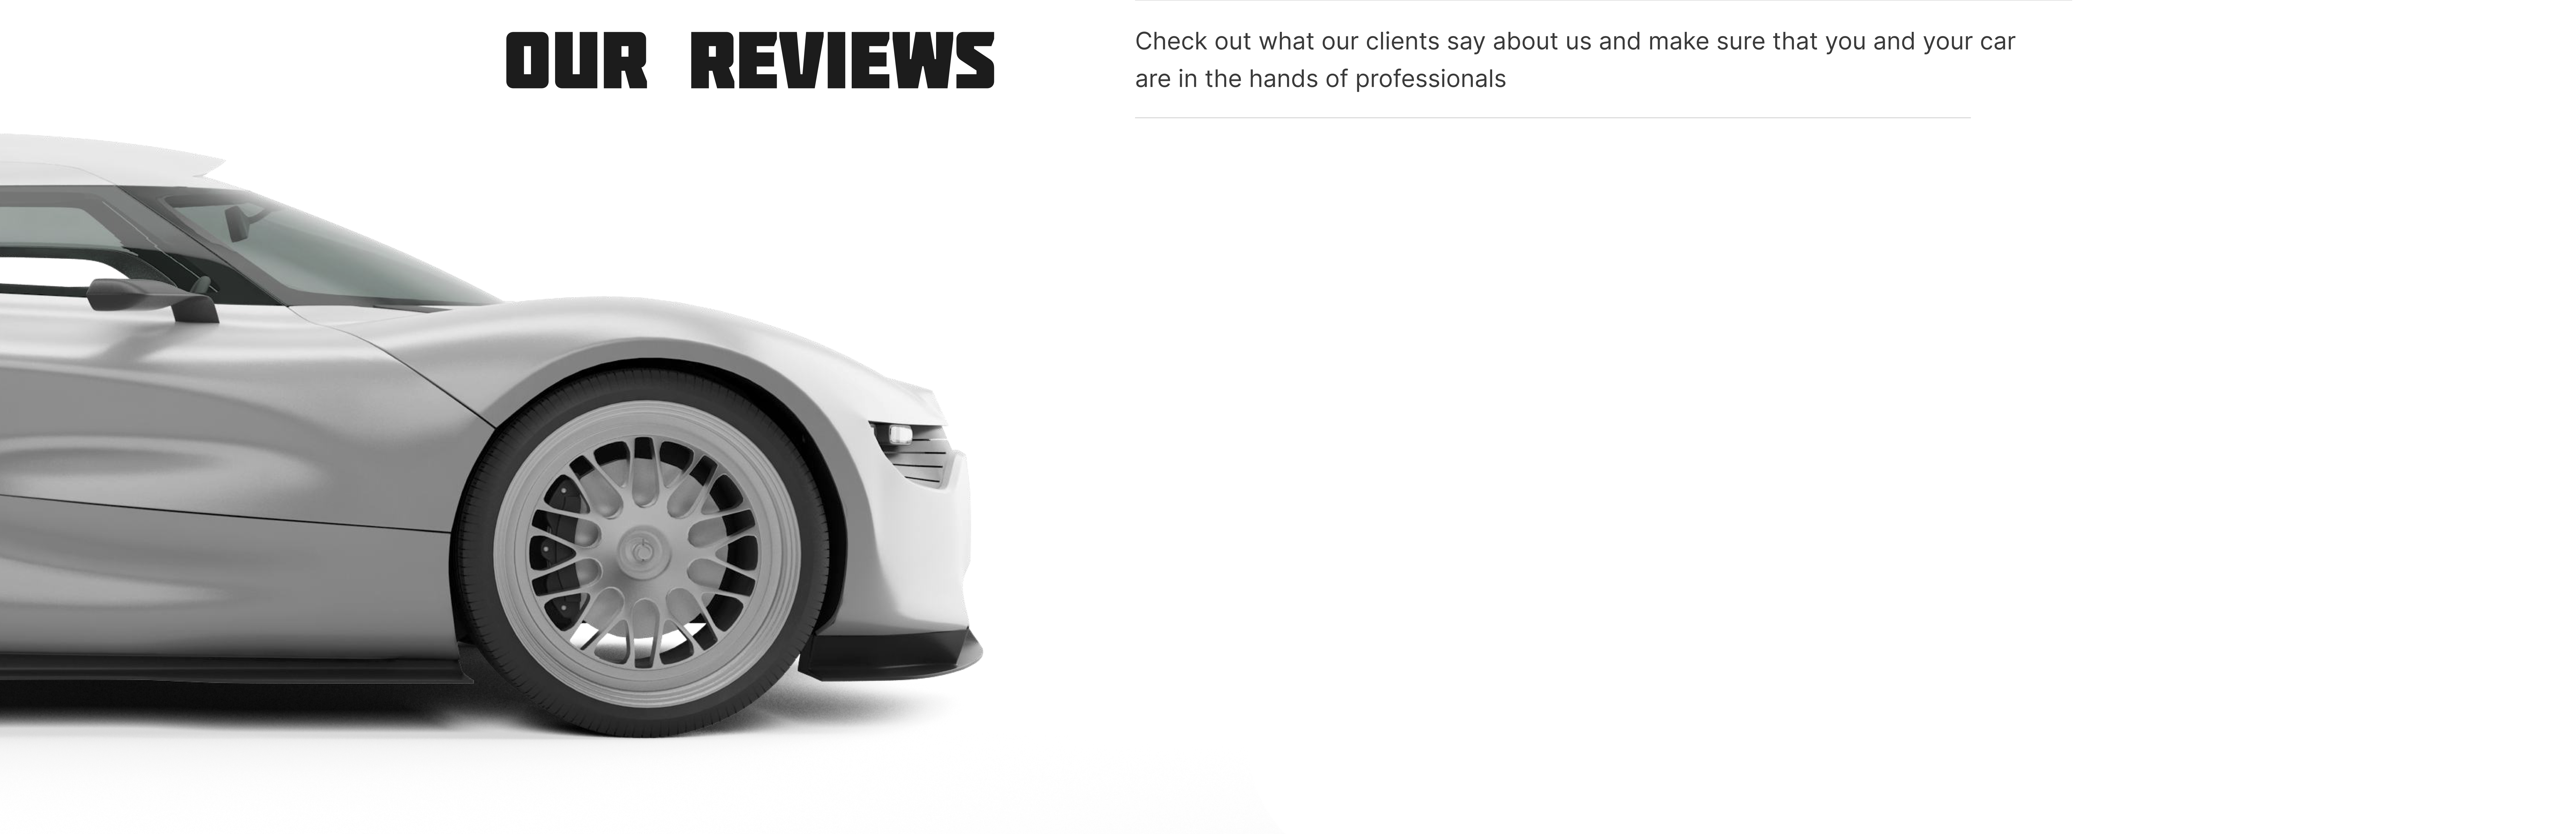 OUR REVIEWS
Check out what our clients say about us and make sure that you and your car
are in the hands of professionals